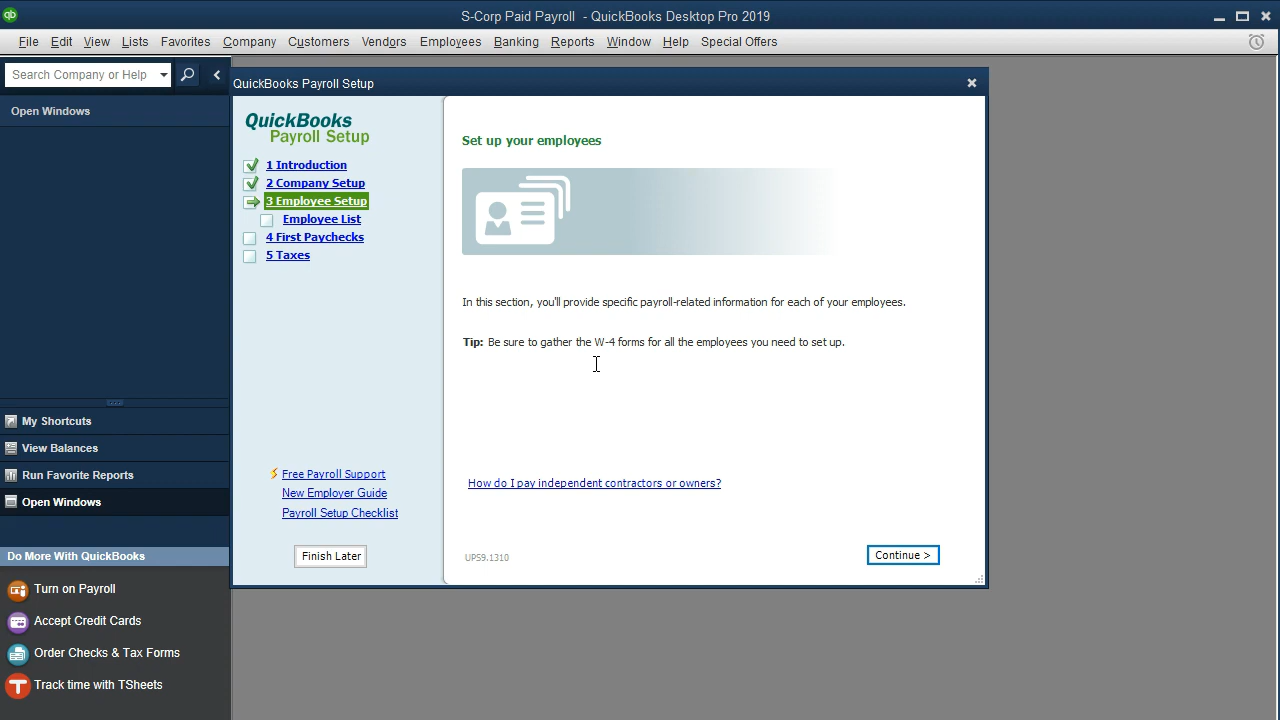 qb
S-Corp Paid Payroll - QuickBooks Desktop Pro 2019
File Edit View Lists Favorites Company Customers Vendors Employees Banking Reports Window Help Special Offers
Search Company or Help
Open Windows
My Shortcuts
View Balances
Run Favorite Reports
Open Windows
Do More With QuickBooks
Turn on Payroll
Accept Credit Cards
Order Checks & Tax Forms
Track time with TSheets
QuickBooks Payroll Setup
QuickBooks
Payroll Setup
1 Introduction
2 Company Setup
3 Employee Setup
Employee List
4 First Paychecks
5 Taxes
Free Payroll Support
New Employer Guide
Payroll Setup Checklist
Finish Later
Set up your employees
In this section, you'll provide specific payroll-related information for each of your employees.
Tip: Be sure to gather the W-4 forms for all the employees you need to set up.
How do I pay independent contractors or owners?
UPS9.1310
Continue >